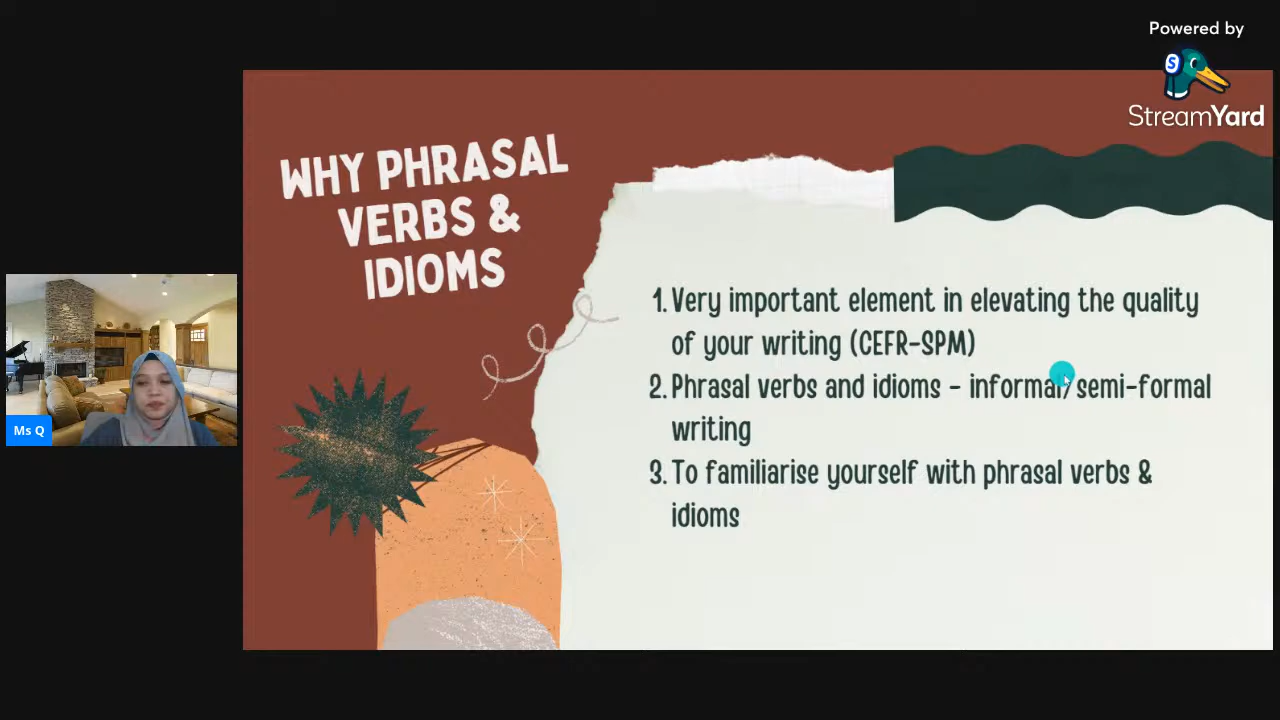 Powered by
StreamYard
WHY PHRASAL
VERBS &
IDIOMS
1. Very important element in elevating the quality
of your writing (CEFR-SPM)
2. Phrasal verbs and idioms - informal/semi-formal
writing
3. To familiarise yourself with phrasal verbs &
idioms
Ms Q